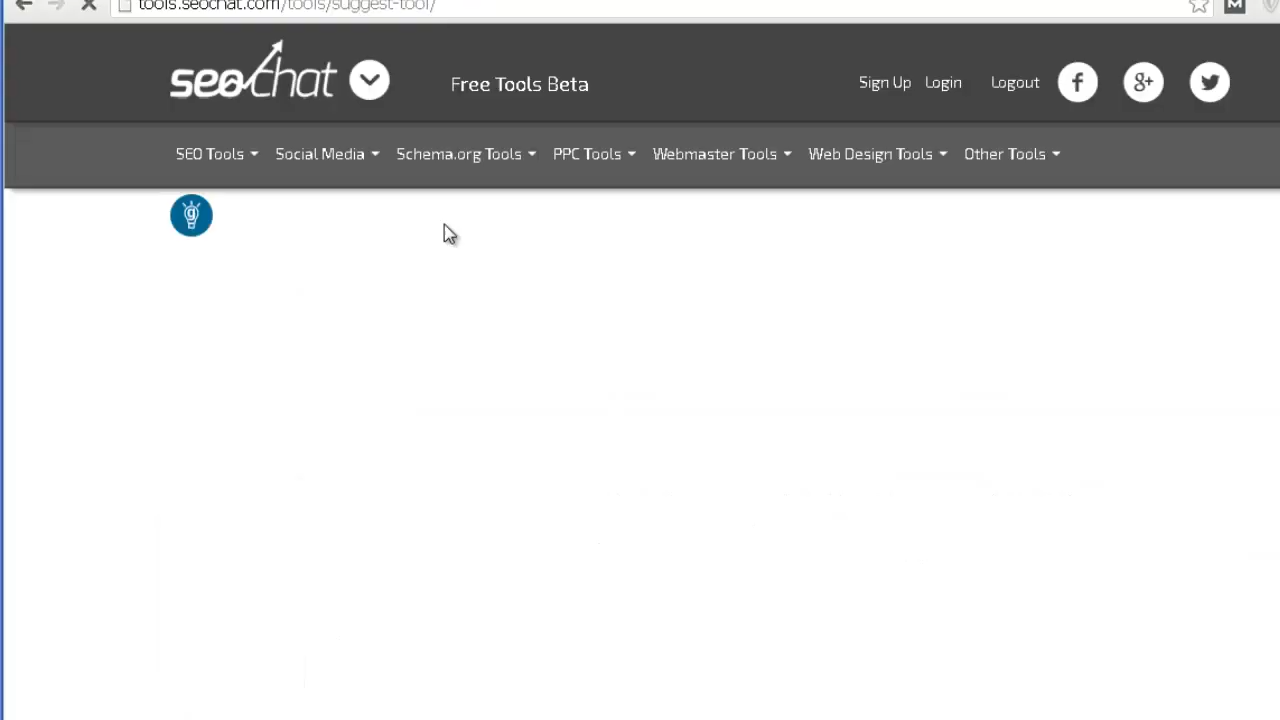 tools.seochat.com/tools/suggest-tool/
seochat
Free Tools Beta
Sign Up Login Logout f g+
SEO Tools Social Media Schema.org Tools PPC Tools Webmaster Tools Web Design Tools Other Tools
g
M